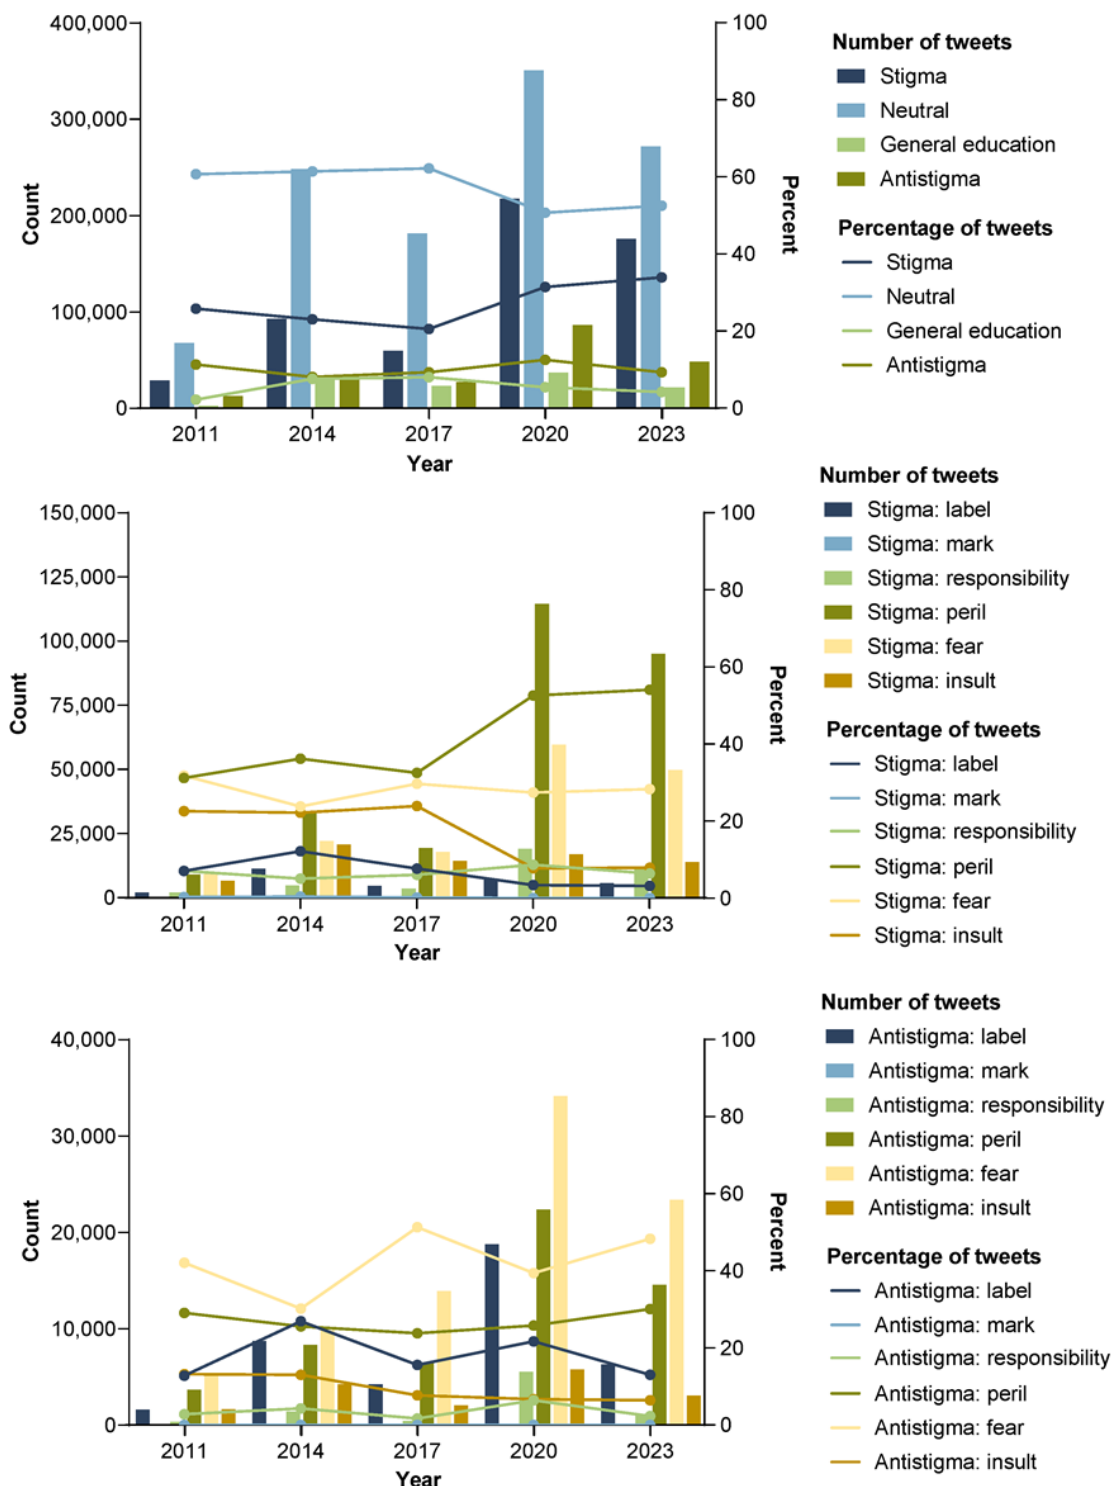 400,000
300,000
200,000
100,000
0
Count
100
80
60
40
20
0
Percent
2011 2014 2017 2020 2023
Year
Number of tweets
Stigma
Neutral
General education
Antistigma
Percentage of tweets
Stigma
Neutral
General education
Antistigma
150,000
125,000
100,000
75,000
50,000
25,000
0
Count
100
80
60
40
20
0
Percent
2011 2014 2017 2020 2023
Year
Number of tweets
Stigma: label
Stigma: mark
Stigma: responsibility
Stigma: peril
Stigma: fear
Stigma: insult
Percentage of tweets
Stigma: label
Stigma: mark
Stigma: responsibility
Stigma: peril
Stigma: fear
Stigma: insult
40,000
30,000
20,000
10,000
0
Count
100
80
60
40
20
0
Percent
2011 2014 2017 2020 2023
Year
Number of tweets
Antistigma: label
Antistigma: mark
Antistigma: responsibility
Antistigma: peril
Antistigma: fear
Antistigma: insult
Percentage of tweets
Antistigma: label
Antistigma: mark
Antistigma: responsibility
Antistigma: peril
Antistigma: fear
Antistigma: insult